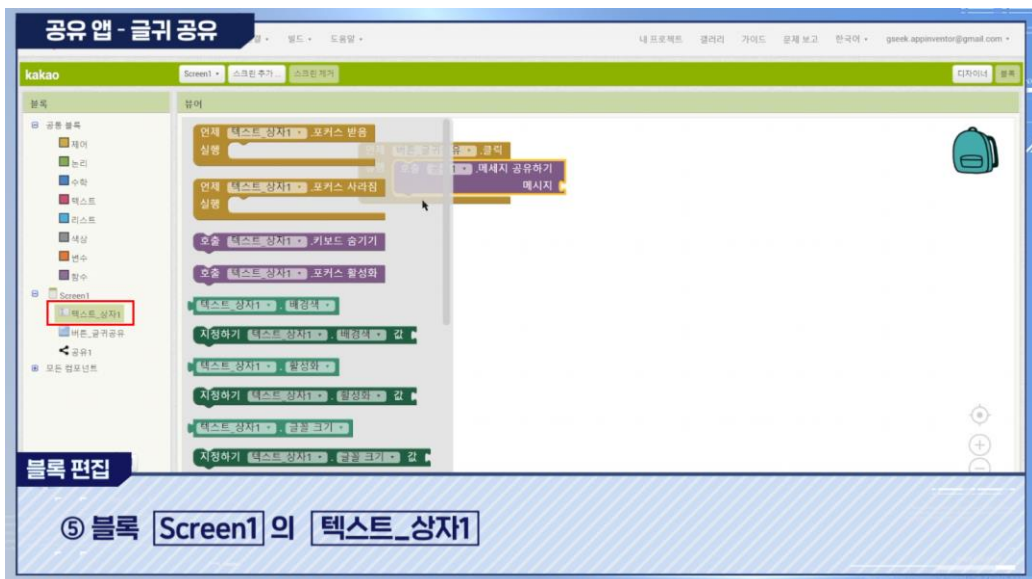 공유 앱 - 글귀 공유
빌드 도움말 내 프로젝트 갤러리 가이드 문제 보고 한국어 gseek.appinventor@gmail.com
kakao Screen1 스크린 추가 ... 스크린 제거 디자이너 블록
블록 뷰어
공통 블록
제어
논리
수학
텍스트
리스트
색상
변수
함수
Screen1
텍스트_상자1
버튼_글귀공유
공유1
모든 컴포넌트
언제 텍스트_상자1 .포커스 받음
실행
언제 텍스트_상자1 .포커스 사라짐
실행
호출 텍스트_상자1 .키보드 숨기기
호출 텍스트_상자1 .포커스 활성화
텍스트_상자1 . 배경색
지정하기 텍스트_상자1 . 배경색 값
텍스트_상자1 . 활성화
지정하기 텍스트_상자1 . 활성화 값
텍스트_상자1 . 글꼴 크기
지정하기 텍스트_상자1 . 글꼴 크기 값
.클릭
.메세지 공유하기
메시지
블록 편집
⑤ 블록 Screen1 의 텍스트_상자1